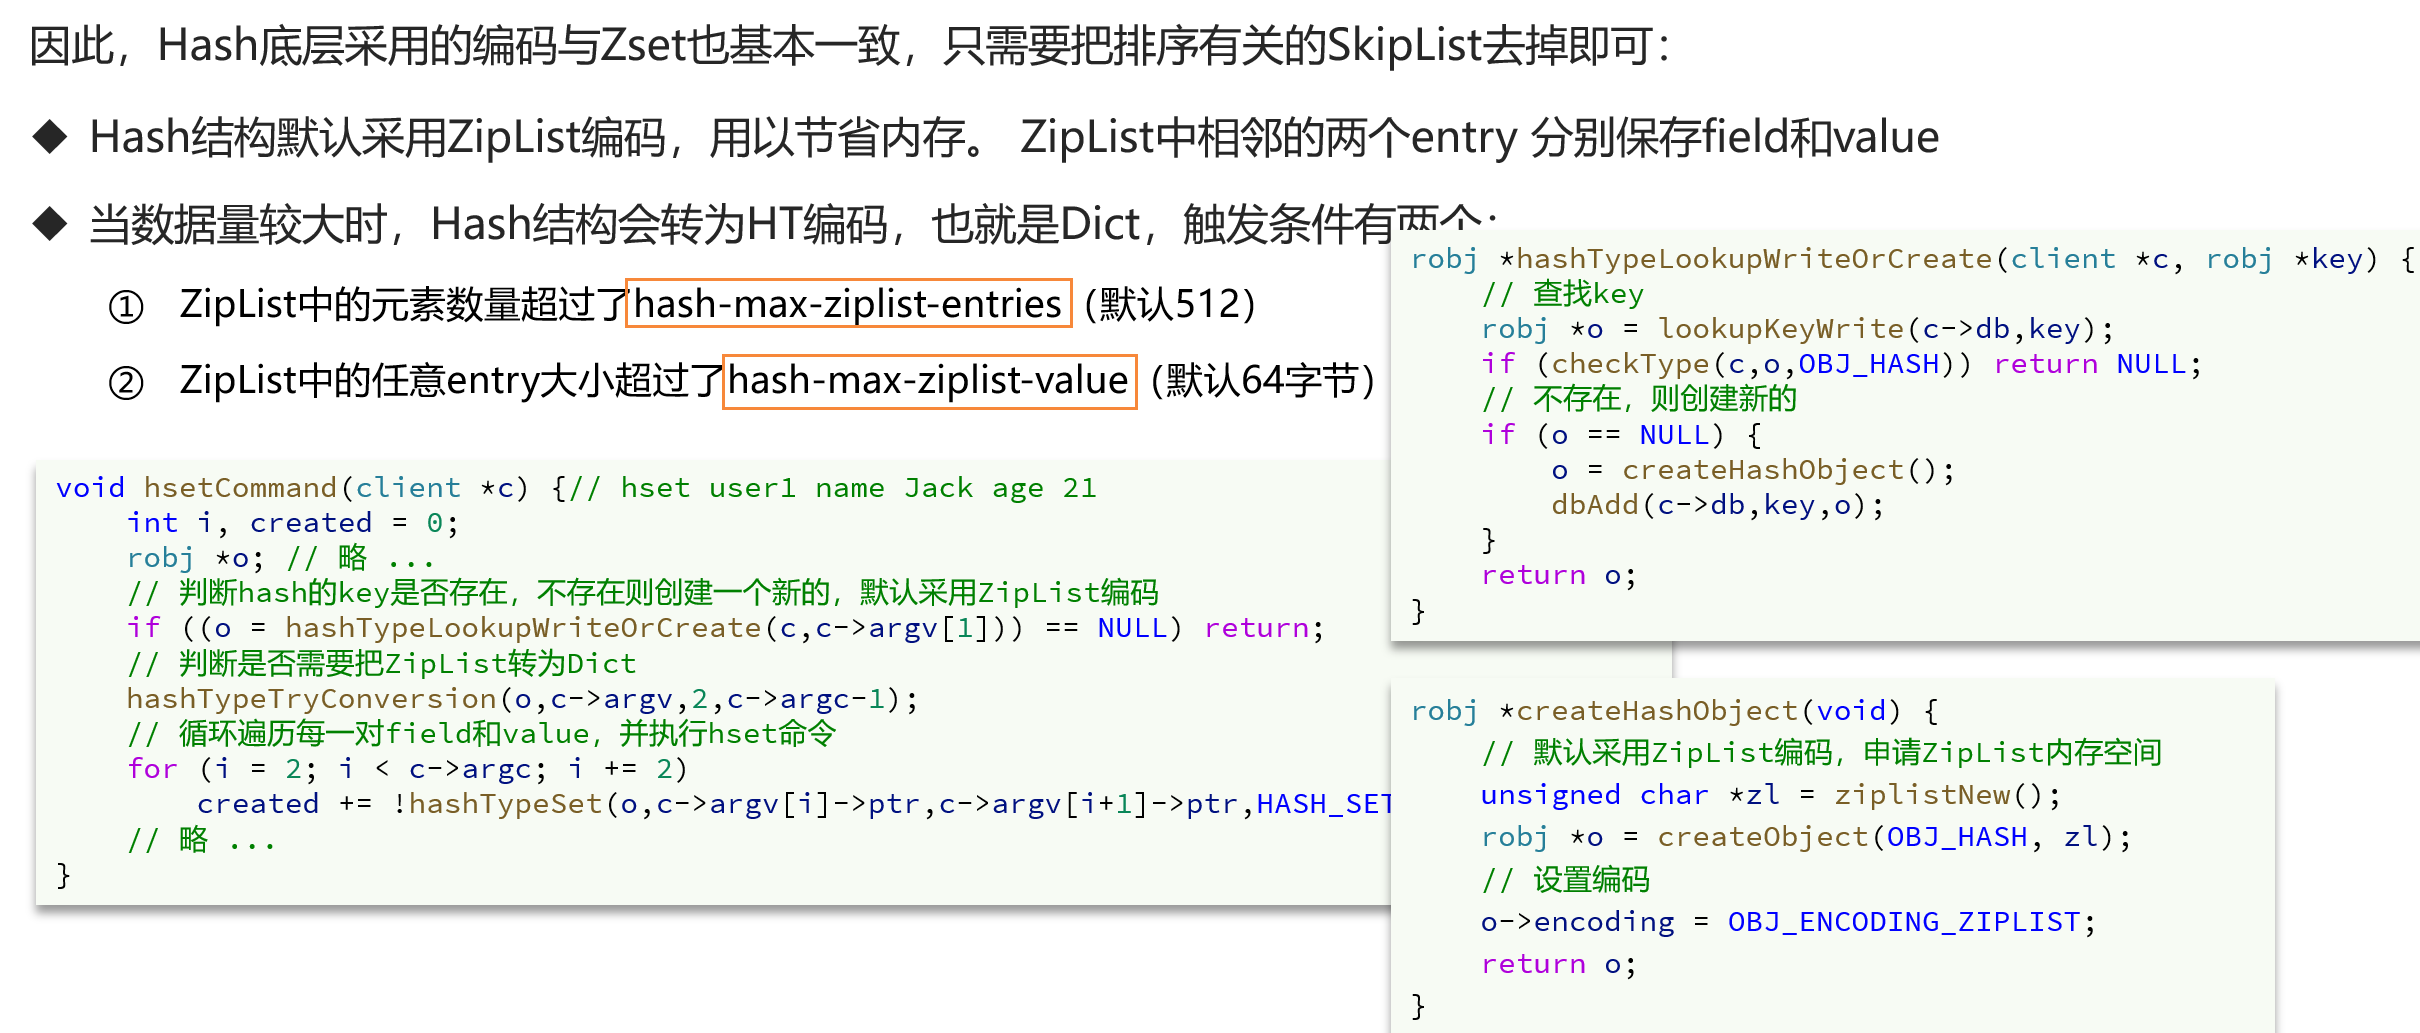 因此，Hash底层采用的编码与Zset也基本一致，只需要把排序有关的SkipList去掉即可：
◆ Hash结构默认采用ZipList编码，用以节省内存。 ZipList中相邻的两个entry 分别保存field和value
◆ 当数据量较大时，Hash结构会转为HT编码，也就是Dict，触发条件有两个：
① ZipList中的元素数量超过了hash-max-ziplist-entries（默认512）
② ZipList中的任意entry大小超过了hash-max-ziplist-value（默认64字节）
void hsetCommand(client *c) {// hset user1 name Jack age 21
    int i, created = 0;
    robj *o; // 略 ...
    // 判断hash的key是否存在，不存在则创建一个新的，默认采用ZipList编码
    if ((o = hashTypeLookupWriteOrCreate(c,c->argv[1])) == NULL) return;
    // 判断是否需要把ZipList转为Dict
    hashTypeTryConversion(o,c->argv,2,c->argc-1);
    // 循环遍历每一对field和value，并执行hset命令
    for (i = 2; i < c->argc; i += 2)
        created += !hashTypeSet(o,c->argv[i]->ptr,c->argv[i+1]->ptr,HASH_SET
    // 略 ...
}
robj *hashTypeLookupWriteOrCreate(client *c, robj *key) {
    // 查找key
    robj *o = lookupKeyWrite(c->db,key);
    if (checkType(c,o,OBJ_HASH)) return NULL;
    // 不存在，则创建新的
    if (o == NULL) {
        o = createHashObject();
        dbAdd(c->db,key,o);
    }
    return o;
}
robj *createHashObject(void) {
    // 默认采用ZipList编码，申请ZipList内存空间
    unsigned char *zl = ziplistNew();
    robj *o = createObject(OBJ_HASH, zl);
    // 设置编码
    o->encoding = OBJ_ENCODING_ZIPLIST;
    return o;
}